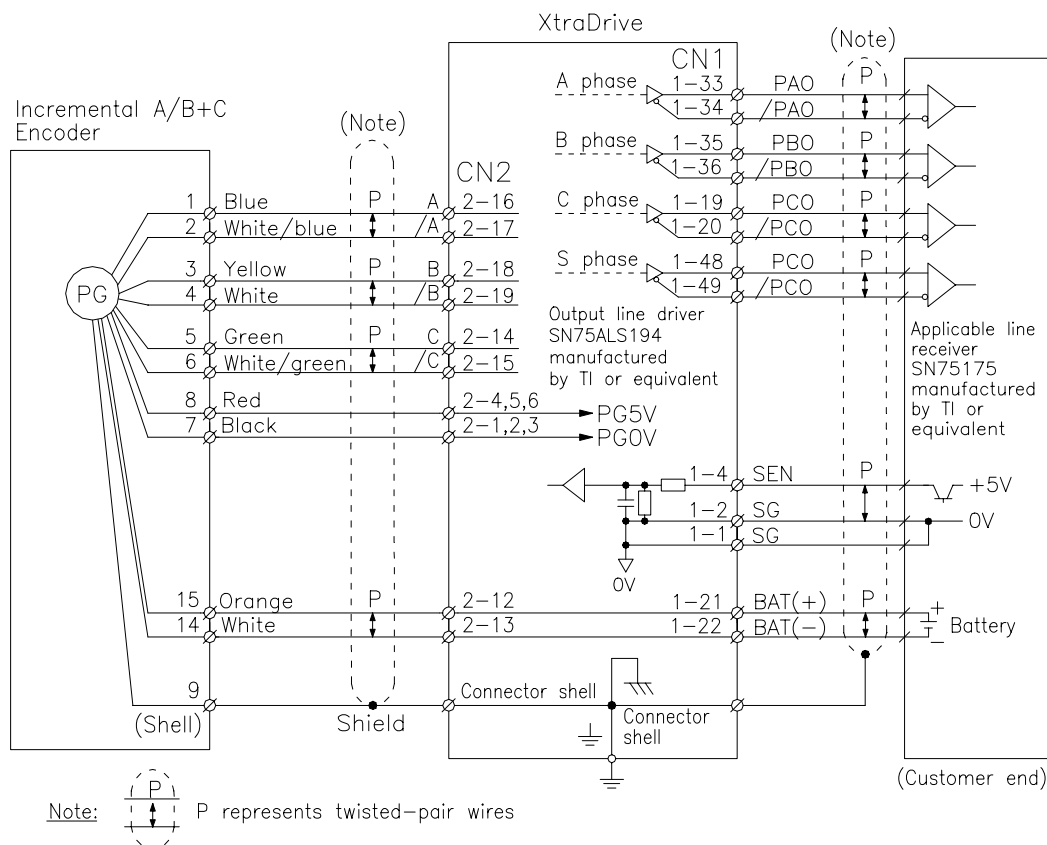 XtraDrive
(Note)
CN1
A phase
1-33
PAO
P
1-34
/PAO
Incremental A/B+C
Encoder
(Note)
B phase
1-35
PBO
P
1-36
/PBO
CN2
C phase
1-19
PCO
P
1-20
/PCO
S phase
1-48
PCO
P
1-49
/PCO
1 Blue
P
A
2-16
2 White/blue
/A
2-17
3 Yellow
P
B
2-18
PG
4 White
/B
2-19
5 Green
P
C
2-14
6 White/green
/C
2-15
8 Red
2-4,5,6
PG5V
7 Black
2-1,2,3
PG0V
Output line driver
SN75ALS194
manufactured
by TI or equivalent
Applicable line
receiver
SN75175
manufactured
by TI or
equivalent
1-4
SEN
P
+5V
1-2
SG
0V
1-1
SG
0V
15 Orange
P
2-12
1-21
BAT(+)
P
+
14 White
2-13
1-22
BAT(-)
-
Battery
9
(Shell)
Shield
Connector shell
Connector
shell
(Customer end)
Note:
P
P represents twisted-pair wires